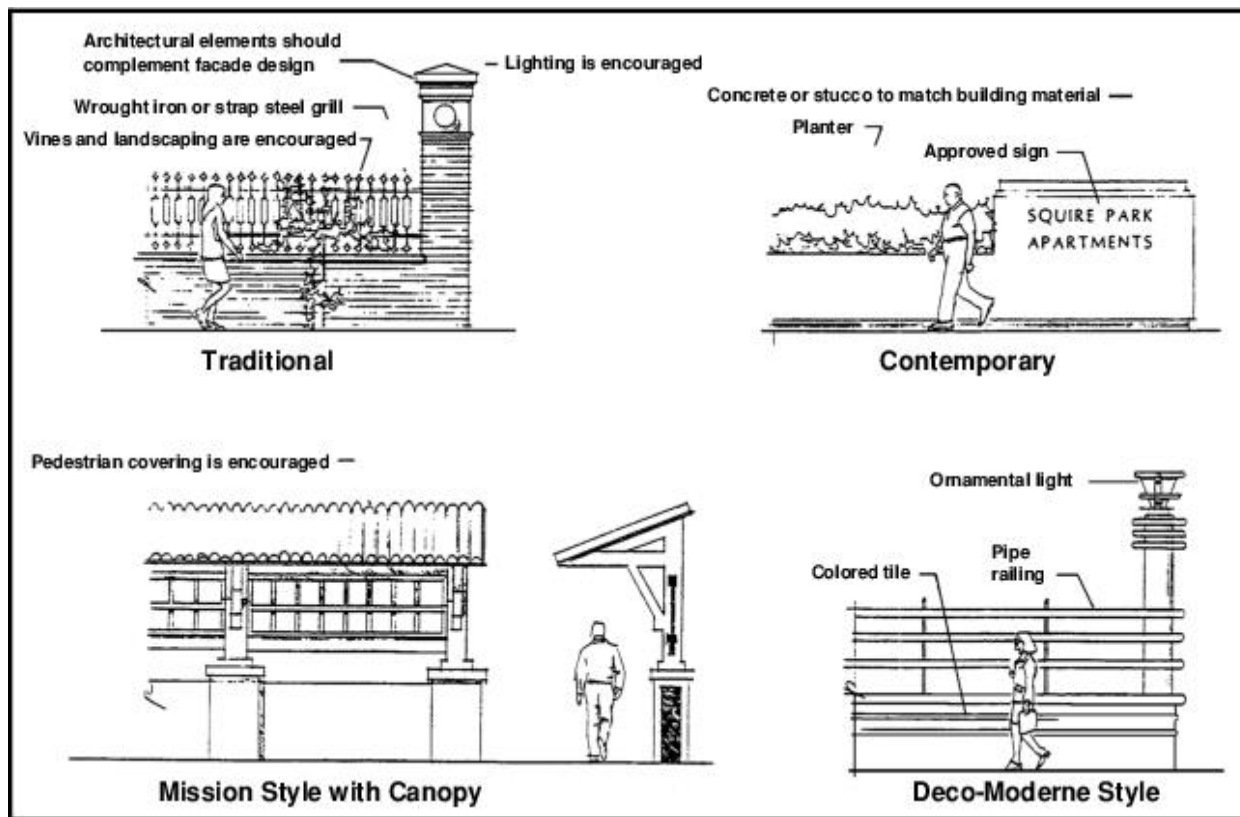 Architectural elements should
complement facade design
Lighting is encouraged
Wrought iron or strap steel grill
Vines and landscaping are encouraged
Traditional
Concrete or stucco to match building material
Planter
Approved sign
SQUIRE PARK
APARTMENTS
Contemporary
Pedestrian covering is encouraged
Mission Style with Canopy
Ornamental light
Pipe
railing
Colored tile
Deco-Moderne Style